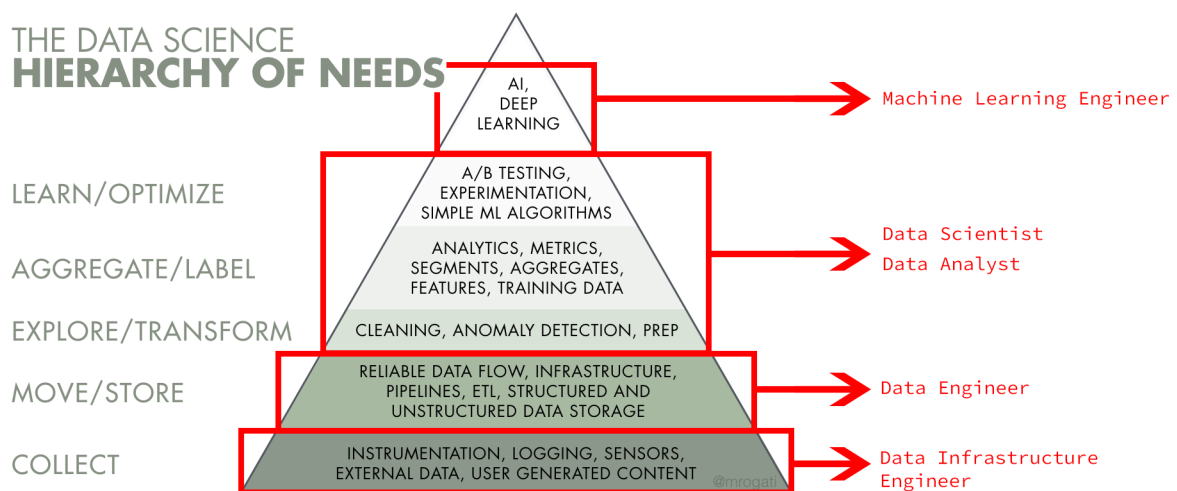 THE DATA SCIENCE
HIERARCHY OF NEEDS
AI,
DEEP
LEARNING
Machine Learning Engineer
LEARN/OPTIMIZE
A/B TESTING,
EXPERIMENTATION,
SIMPLE ML ALGORITHMS
Data Scientist
Data Analyst
AGGREGATE/LABEL
ANALYTICS, METRICS,
SEGMENTS, AGGREGATES,
FEATURES, TRAINING DATA
EXPLORE/TRANSFORM
CLEANING, ANOMALY DETECTION, PREP
MOVE/STORE
RELIABLE DATA FLOW, INFRASTRUCTURE,
PIPELINES, ETL, STRUCTURED AND
UNSTRUCTURED DATA STORAGE
Data Engineer
COLLECT
INSTRUMENTATION, LOGGING, SENSORS,
EXTERNAL DATA, USER GENERATED CONTENT
@mrogati
Data Infrastructure
Engineer